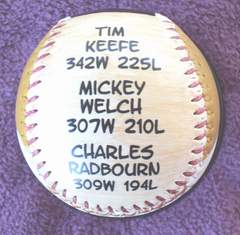 TIM
KEEFE
342W 225L
MICKEY
WELCH
307W 210L
CHARLES
RADBOURN
309W 194L